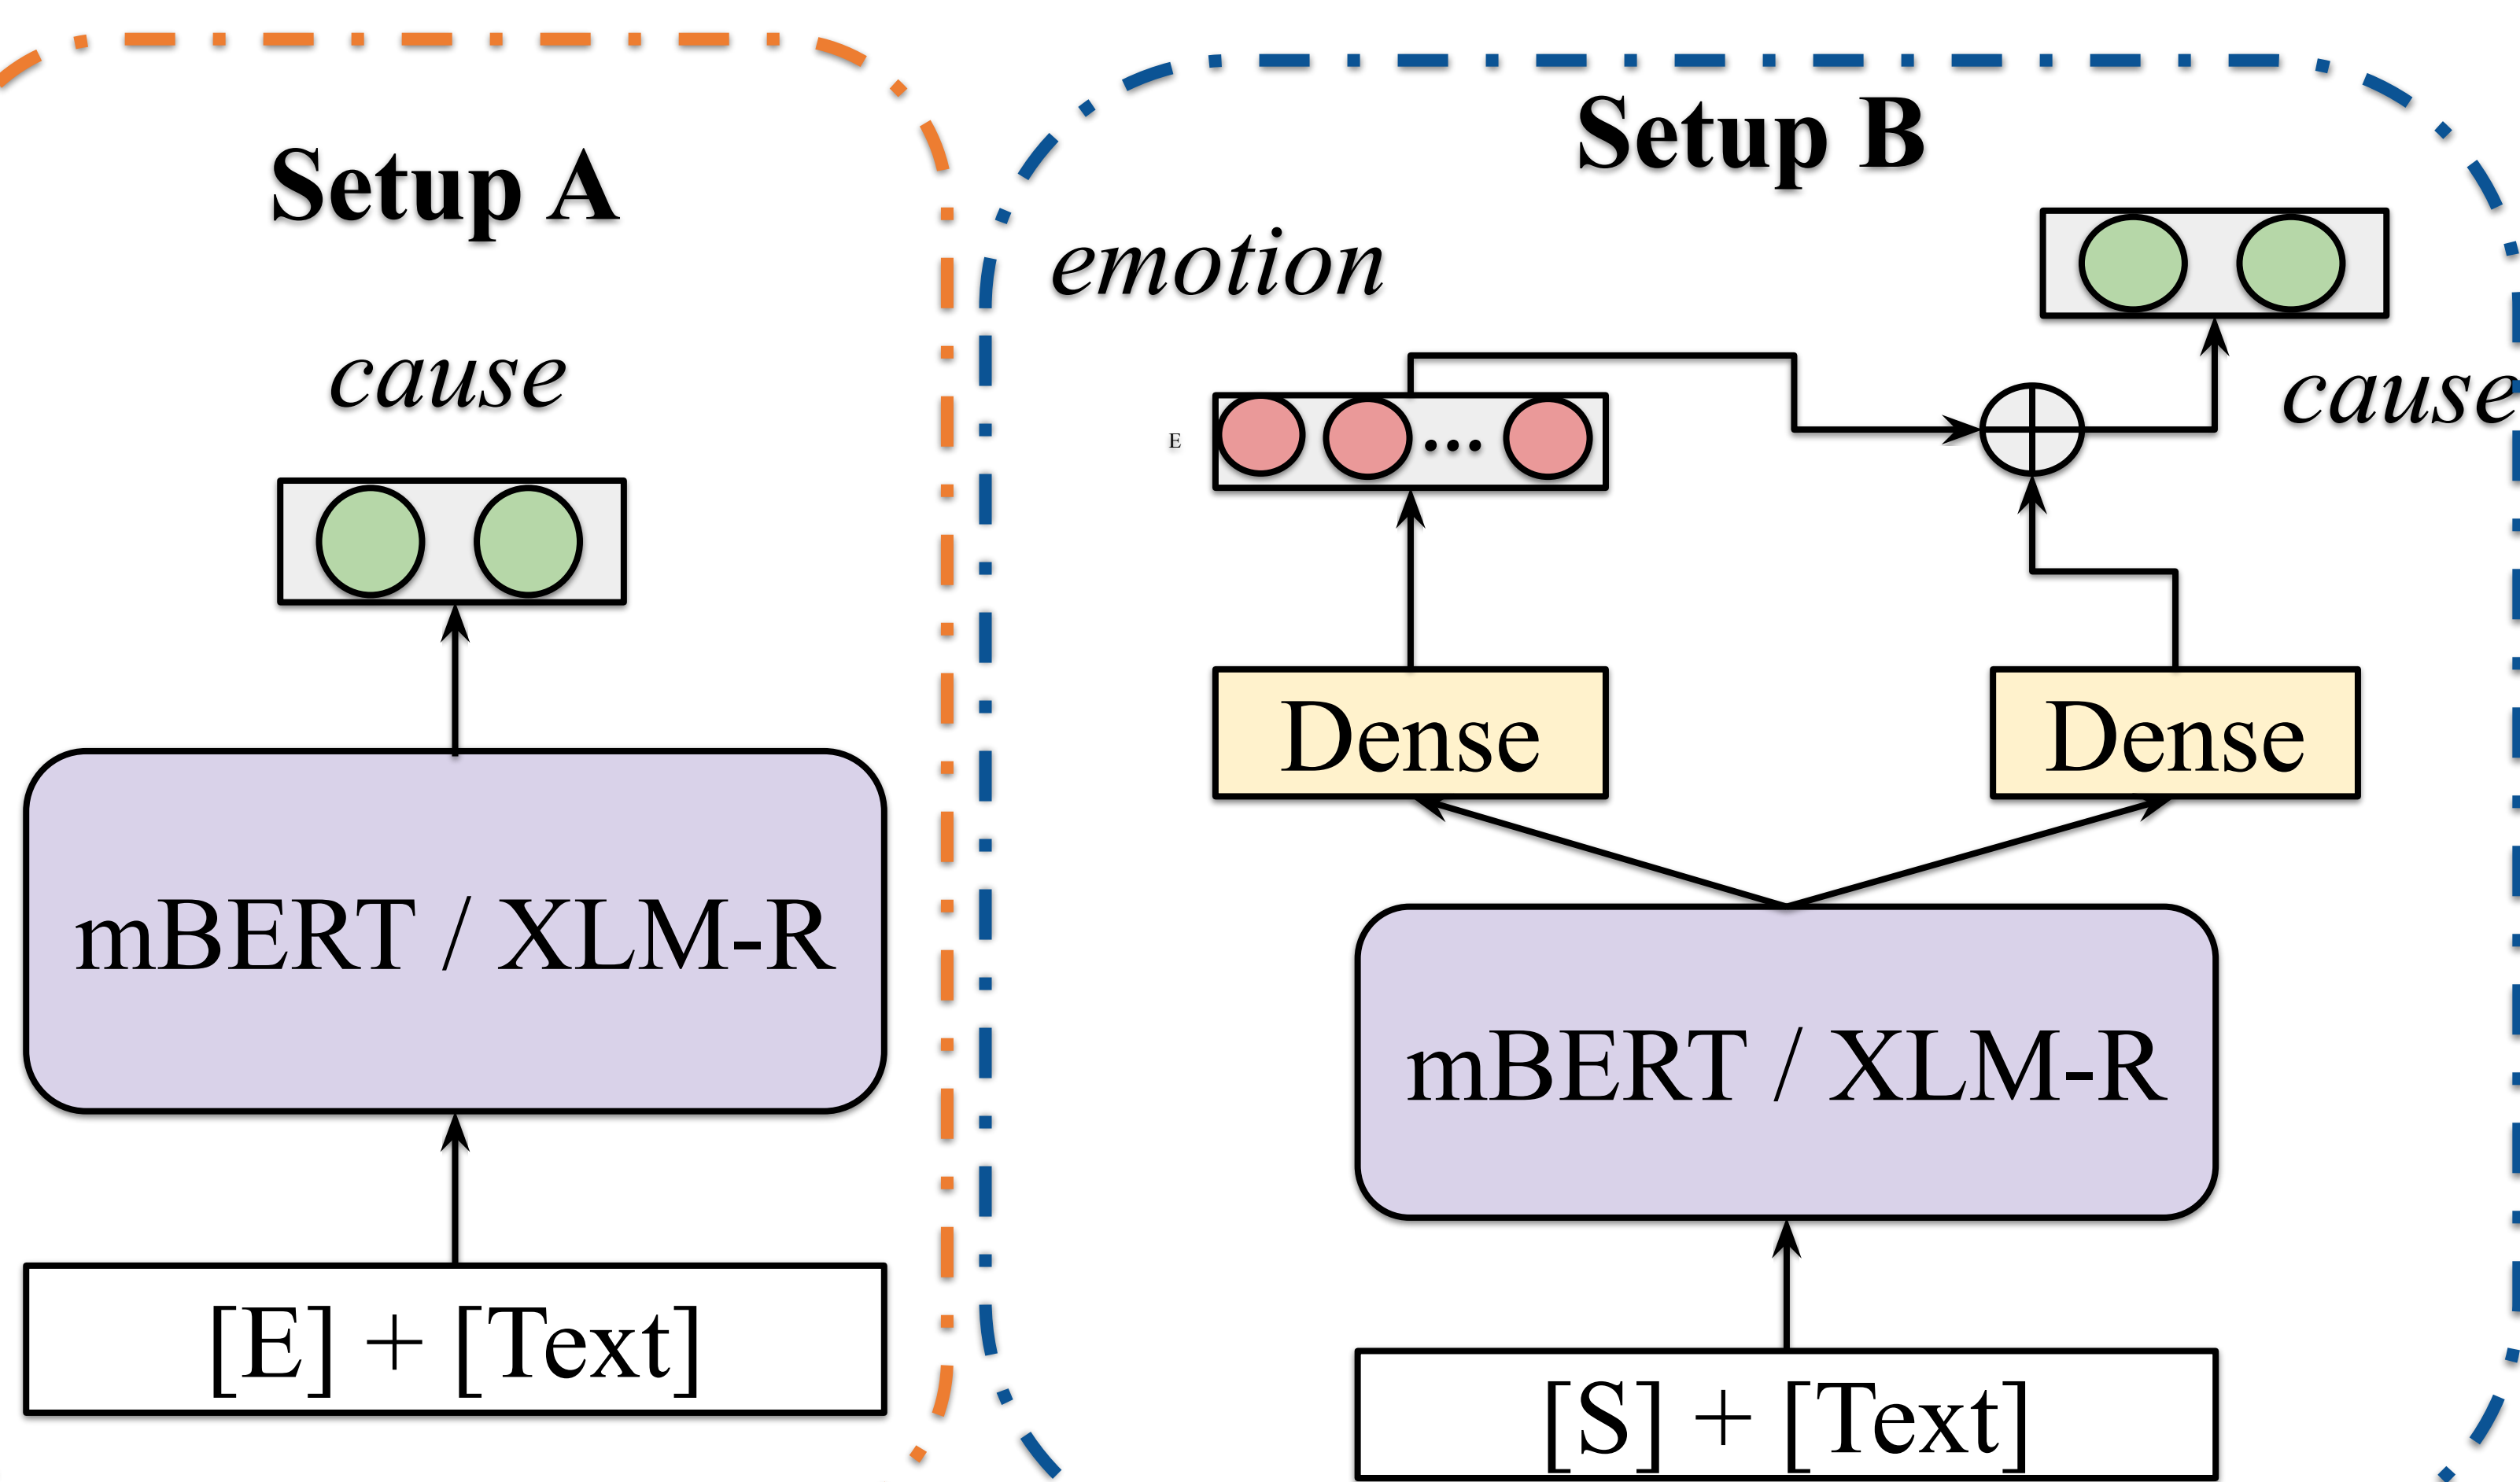 Setup A
cause
mBERT / XLM-R
[E] + [Text]
Setup B
emotion
cause
E
...
Dense
Dense
mBERT / XLM-R
[S] + [Text]